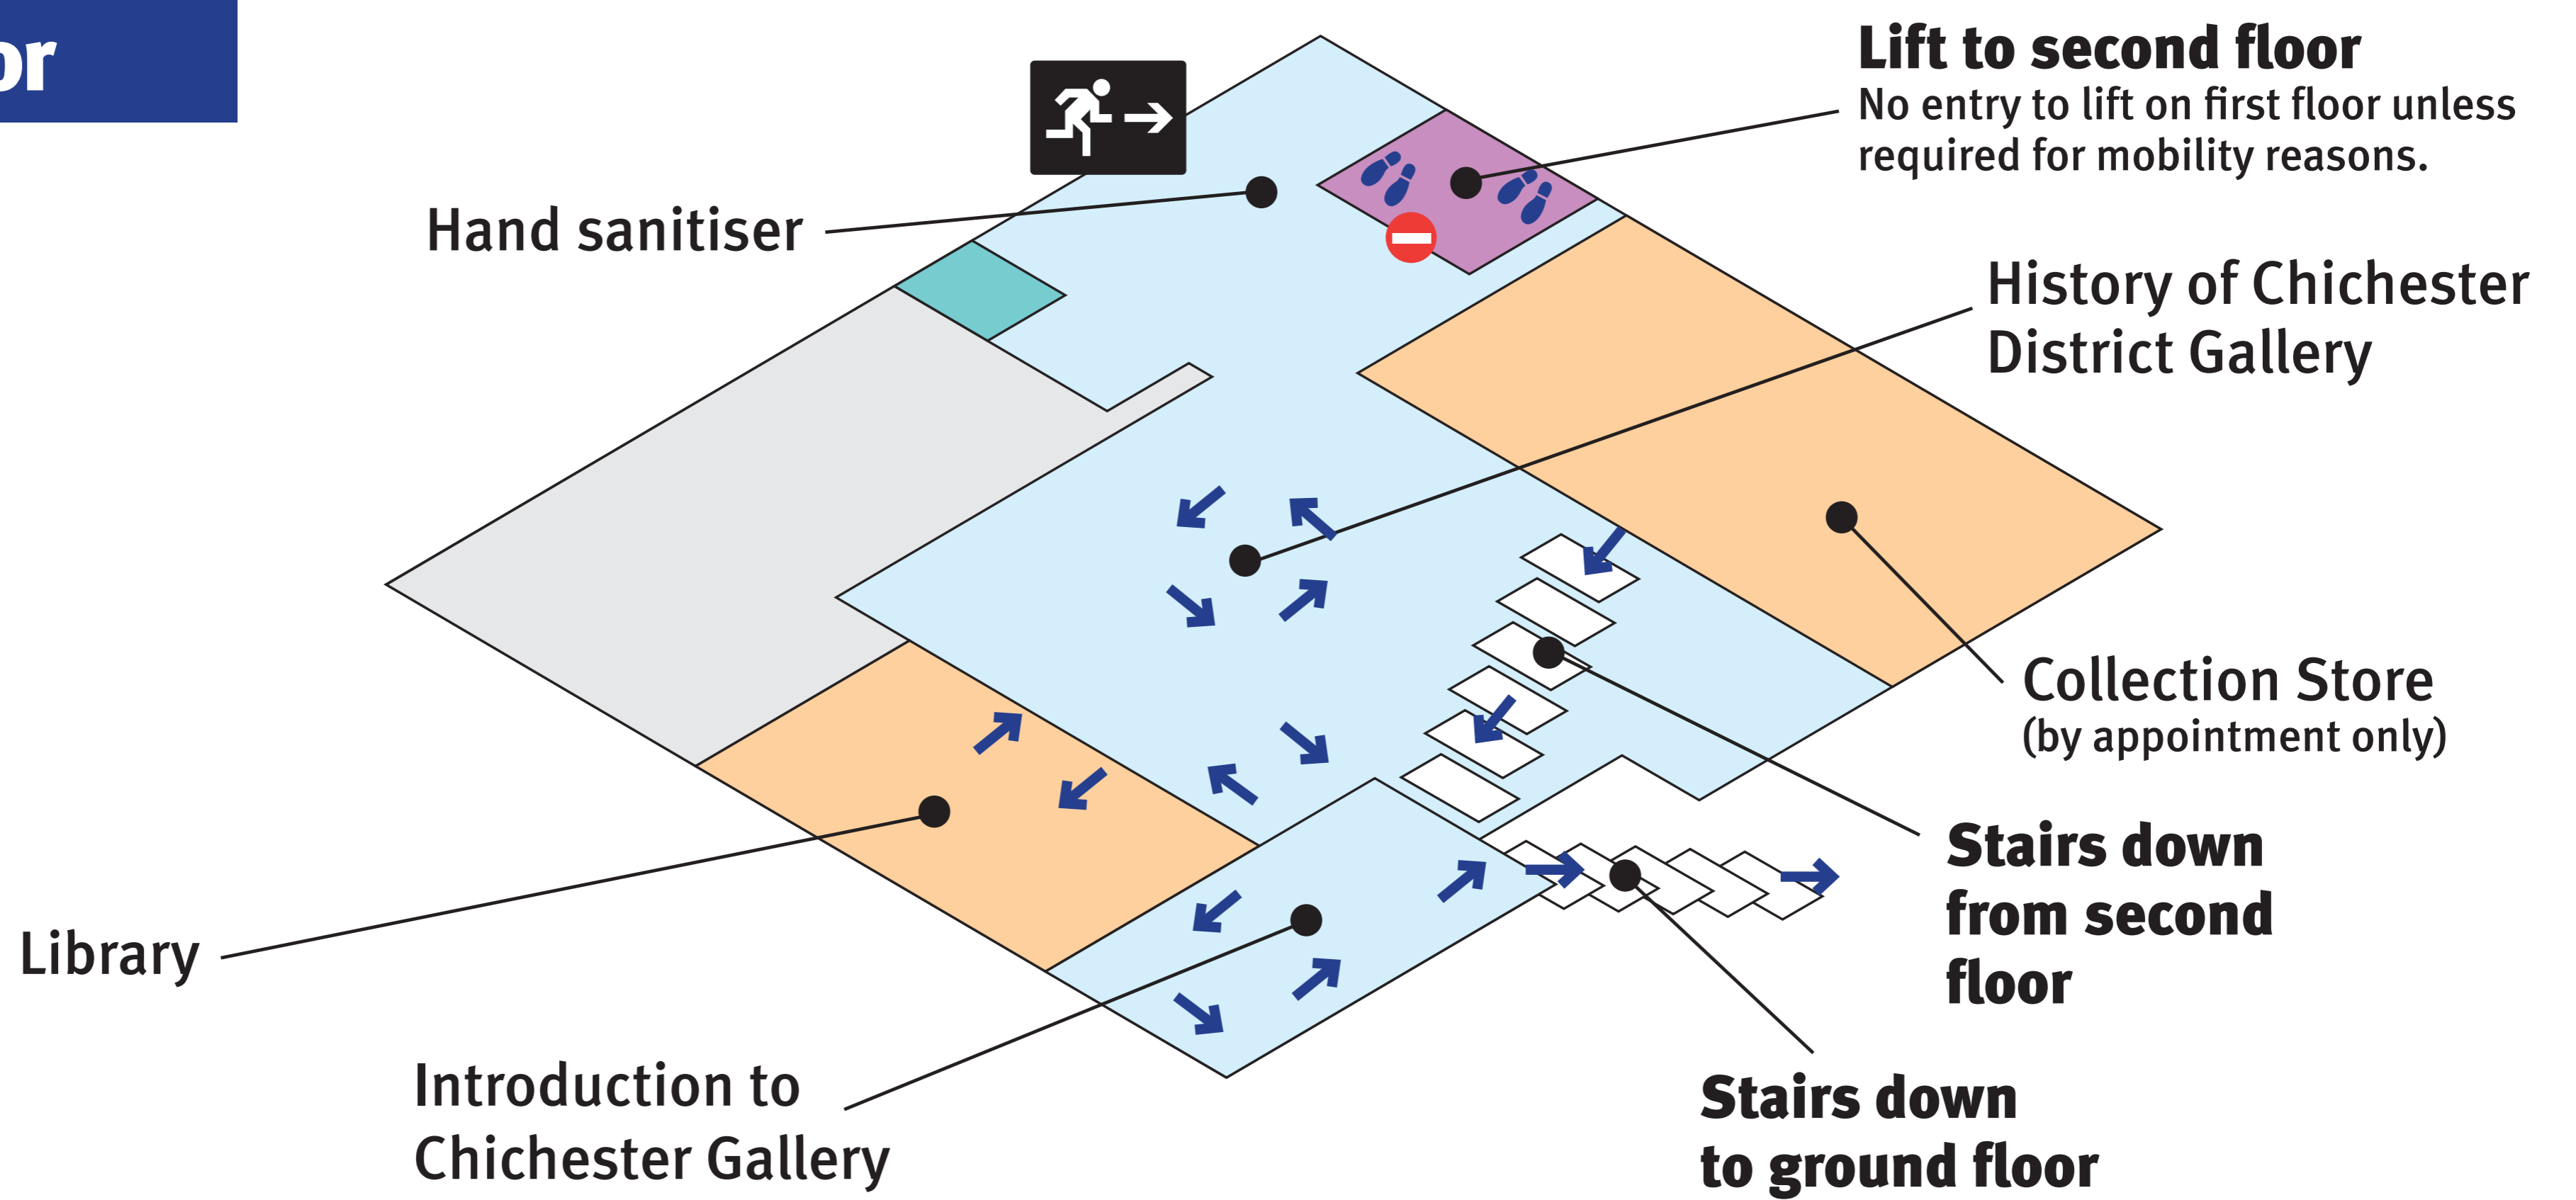 or
Lift to second floor
No entry to lift on first floor unless
required for mobility reasons.
Hand sanitiser
History of Chichester
District Gallery
Collection Store
(by appointment only)
Stairs down
from second
floor
Library
Introduction to
Chichester Gallery
Stairs down
to ground floor